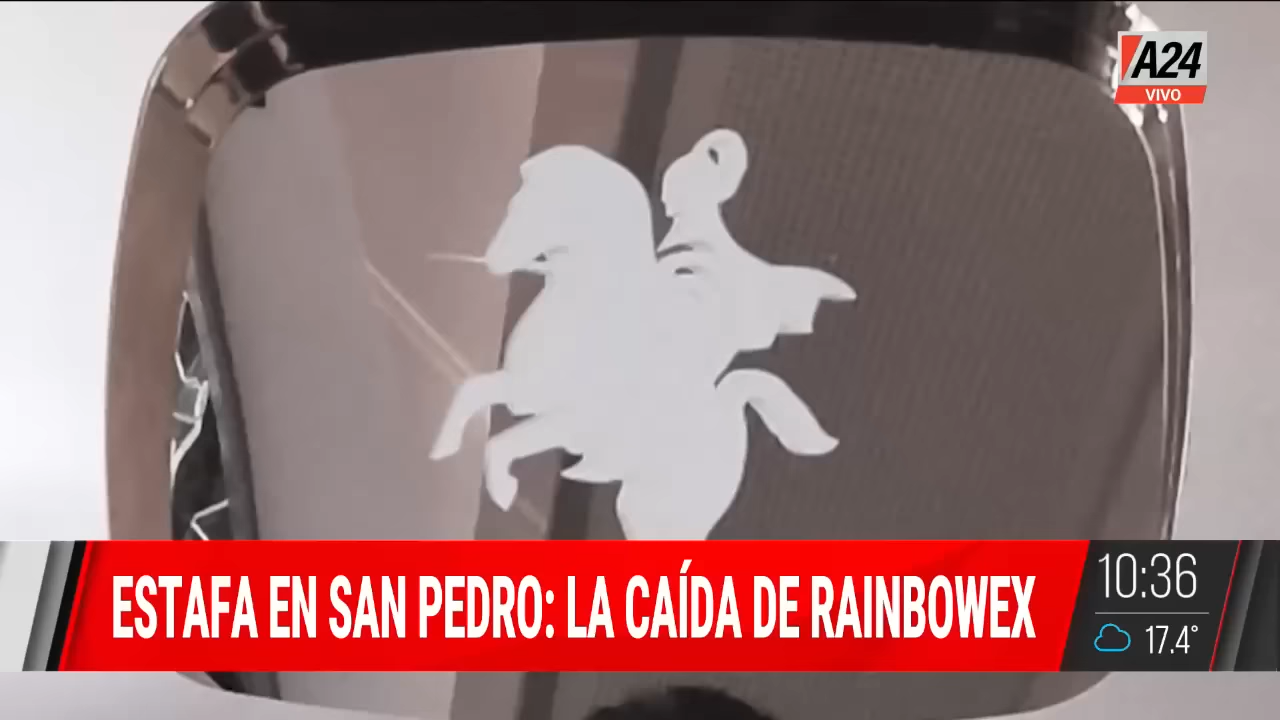 A24
VIVO
ESTAFA EN SAN PEDRO: LA CAÍDA DE RAINBOWEX
10:36
17.4°